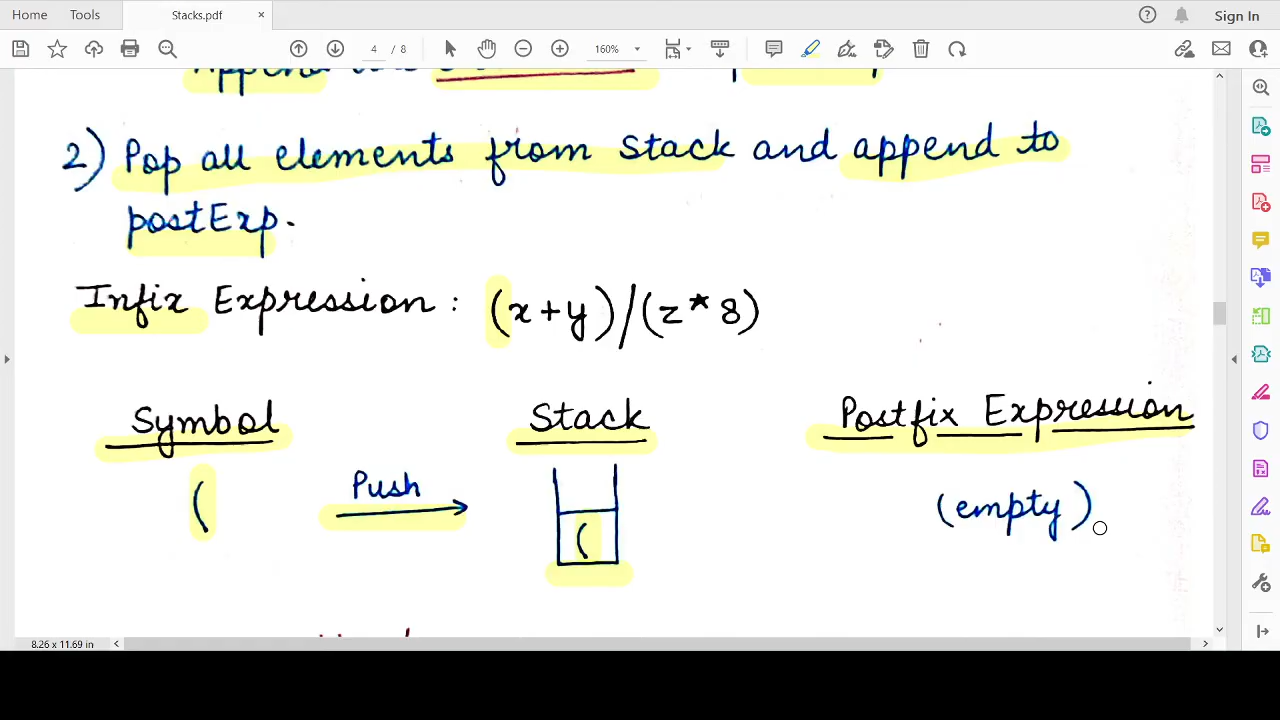 Home Tools Stacks.pdf × Sign In
4 / 8 160%
Append
2) Pop all elements from Stack and append to
postExp.
Infix Expression : (x+y)/(z*8)
Symbol Stack Postfix Expression
( Push ( (empty)
8.26 x 11.69 in